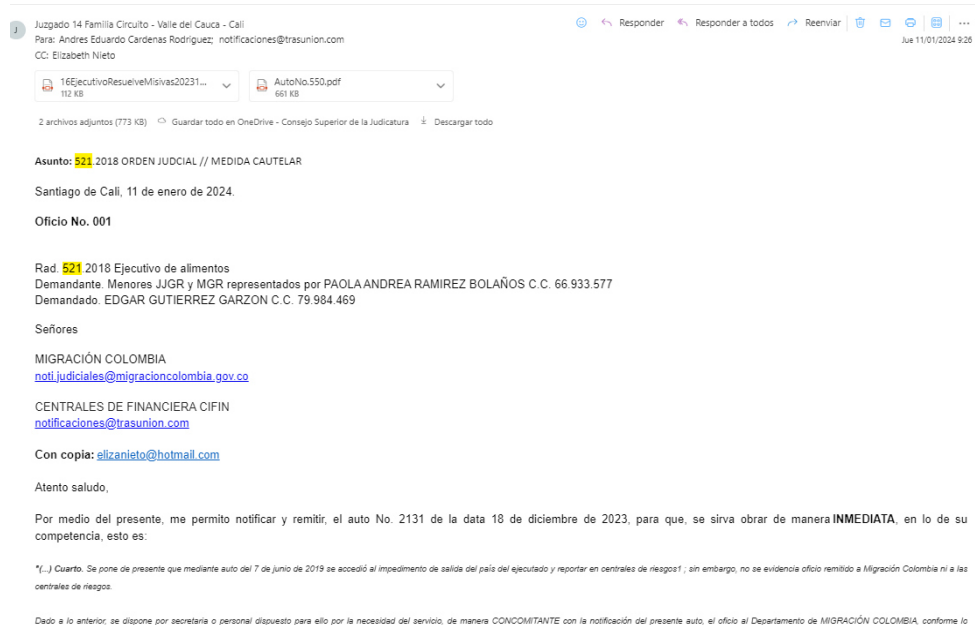 J
Juzgado 14 Familia Circuito - Valle del Cauca - Cali
Responder
Responder a todos
Reenviar
...
Para: Andres Eduardo Cardenas Rodriguez; notificaciones@trasunion.com
Jue 11/01/2024 9:26
CC: Elizabeth Nieto
16EjecutivoResuelveMisivas20231...
112 KB
AutoNo.550.pdf
661 KB
2 archivos adjuntos (773 KB) Guardar todo en OneDrive - Consejo Superior de la Judicatura Descargar todo
Asunto: 521.2018 ORDEN JUDCIAL // MEDIDA CAUTELAR
Santiago de Cali, 11 de enero de 2024.
Oficio No. 001
Rad. 521.2018 Ejecutivo de alimentos
Demandante. Menores JJGR y MGR representados por PAOLA ANDREA RAMIREZ BOLAÑOS C.C. 66.933.577
Demandado. EDGAR GUTIERREZ GARZON C.C. 79.984.469
Señores
MIGRACIÓN COLOMBIA
noti.judiciales@migracioncolombia.gov.co
CENTRALES DE FINANCIERA CIFIN
notificaciones@trasunion.com
Con copia: elizanieto@hotmail.com
Atento saludo,
Por medio del presente, me permito notificar y remitir, el auto No. 2131 de la data 18 de diciembre de 2023, para que, se sirva obrar de manera INMEDIATA, en lo de su
competencia, esto es:
"(...) Cuarto. Se pone de presente que mediante auto del 7 de junio de 2019 se accedió al impedimento de salida del país del ejecutado y reportar en centrales de riesgos1 ; sin embargo, no se evidencia oficio remitido a Migración Colombia ni a las
centrales de riesgos.
Dado a lo anterior, se dispone por secretaria o personal dispuesto para ello por la necesidad del servicio, de manera CONCOMITANTE con la notificación del presente auto, el oficio al Departamento de MIGRACIÓN COLOMBIA, conforme lo